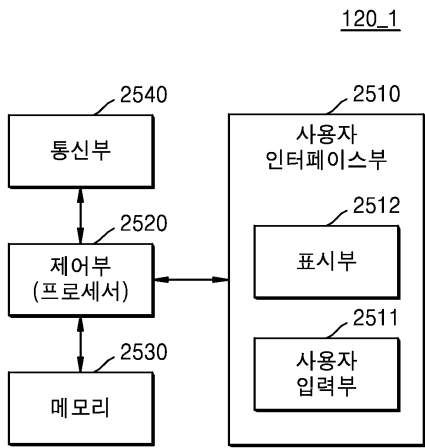 120_1
2540
통신부
2520
제어부
(프로세서)
2530
메모리
2510
사용자
인터페이스부
2512
표시부
2511
사용자
입력부